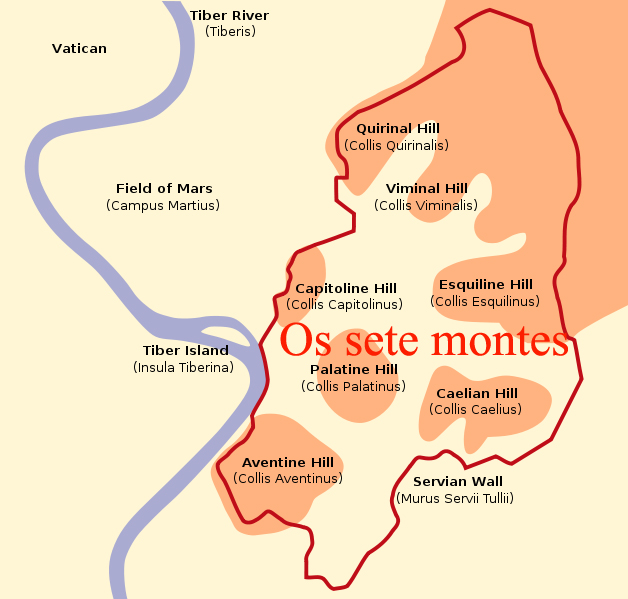 Tiber River
(Tiberis)
Vatican
Quirinal Hill
(Collis Quirinalis)
Field of Mars
(Campus Martius)
Viminal Hill
(Collis Viminalis)
Capitoline Hill
(Collis Capitolinus)
Esquiline Hill
(Collis Esquilinus)
Os sete montes
Tiber Island
(Insula Tiberina)
Palatine Hill
(Collis Palatinus)
Caelian Hill
(Collis Caelius)
Aventine Hill
(Collis Aventinus)
Servian Wall
(Murus Servii Tullii)